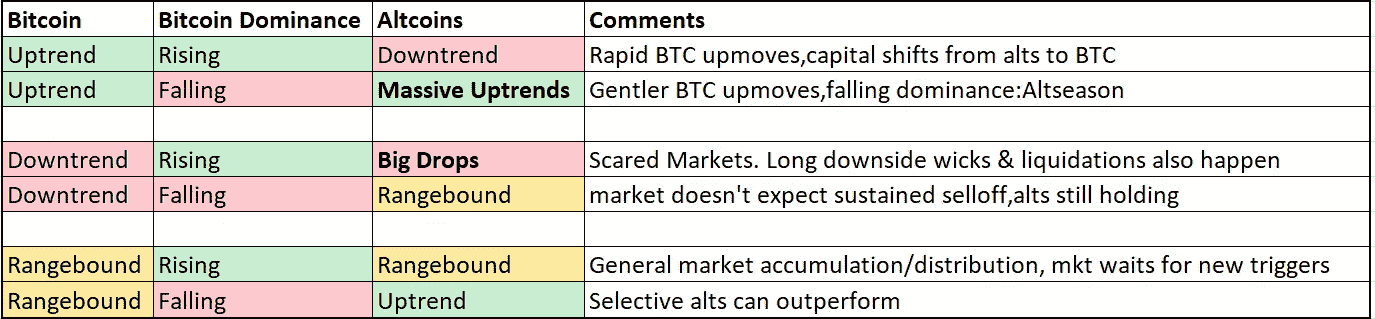 Bitcoin Bitcoin Dominance Altcoins Comments
Uptrend Rising Downtrend Rapid BTC upmoves,capital shifts from alts to BTC
Uptrend Falling Massive Uptrends Gentler BTC upmoves,falling dominance:Altseason
Downtrend Rising Big Drops Scared Markets. Long downside wicks & liquidations also happen
Downtrend Falling Rangebound market doesn't expect sustained selloff,alts still holding
Rangebound Rising Rangebound General market accumulation/distribution, mkt waits for new triggers
Rangebound Falling Uptrend Selective alts can outperform